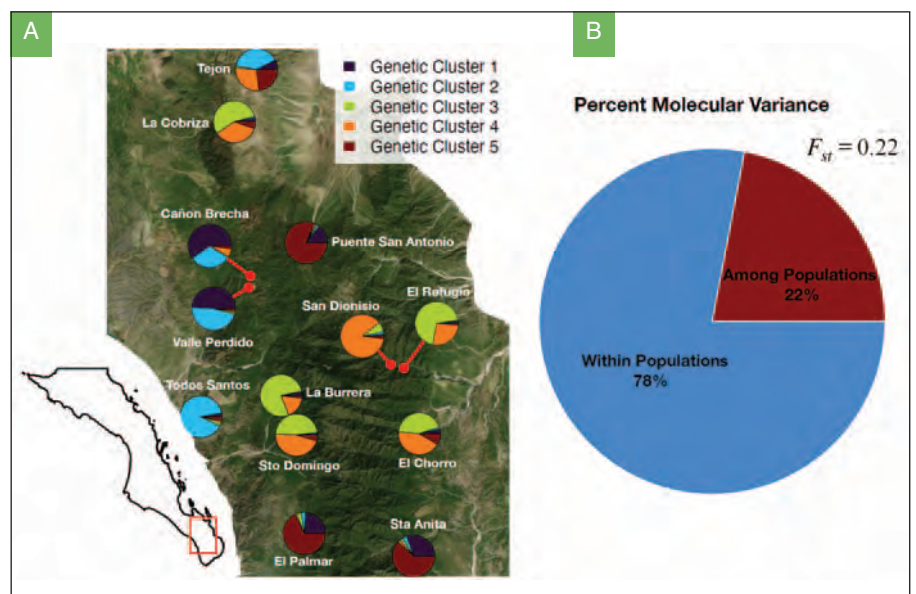 A
Tejon
La Cobriza
Genetic Cluster 1
Genetic Cluster 2
Genetic Cluster 3
Genetic Cluster 4
Genetic Cluster 5
Cañon Brecha
Puente San Antonio
El Refugio
San Dionisio
Valle Perdido
Todos Santos
La Burrera
Sto Domingo
El Chorro
Sta Anita
El Palmar
B
Percent Molecular Variance
Fst = 0.22
Among Populations
22%
Within Populations
78%